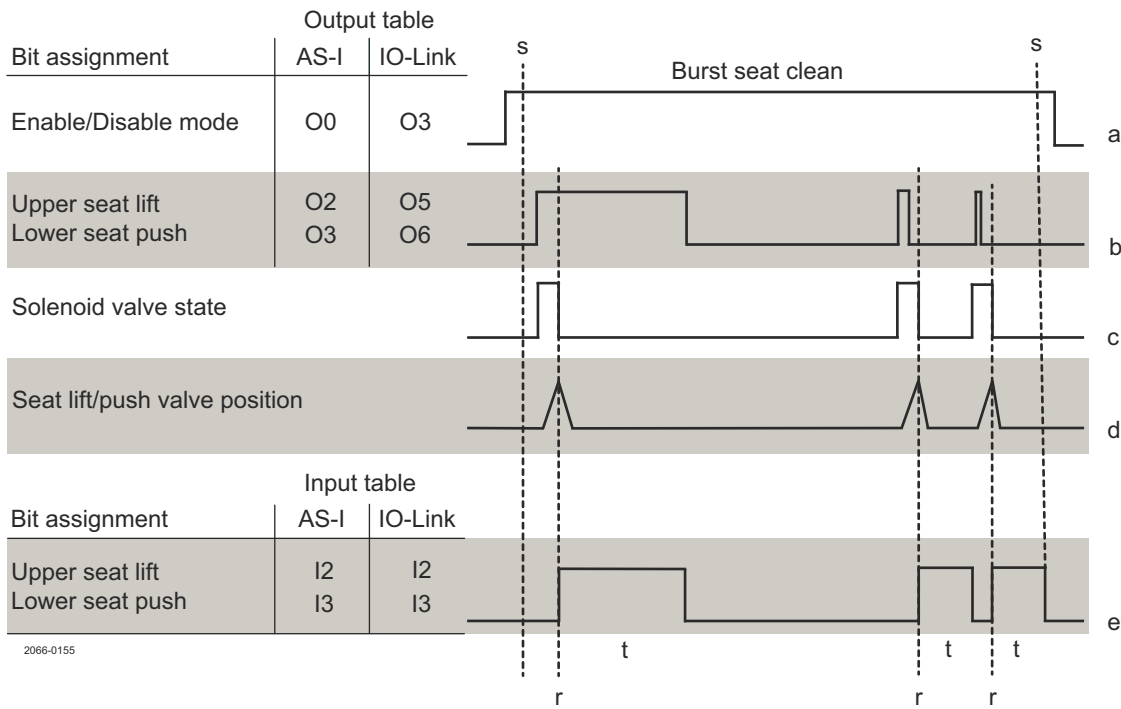 Output table
Bit assignment AS-I IO-Link
s s
Burst seat clean
Enable/Disable mode O0 O3
a
Upper seat lift O2 O5
Lower seat push O3 O6
b
Solenoid valve state
c
Seat lift/push valve position
d
Input table
Bit assignment AS-I IO-Link
Upper seat lift I2 I2
Lower seat push I3 I3
e
2066-0155
t t t
r r r